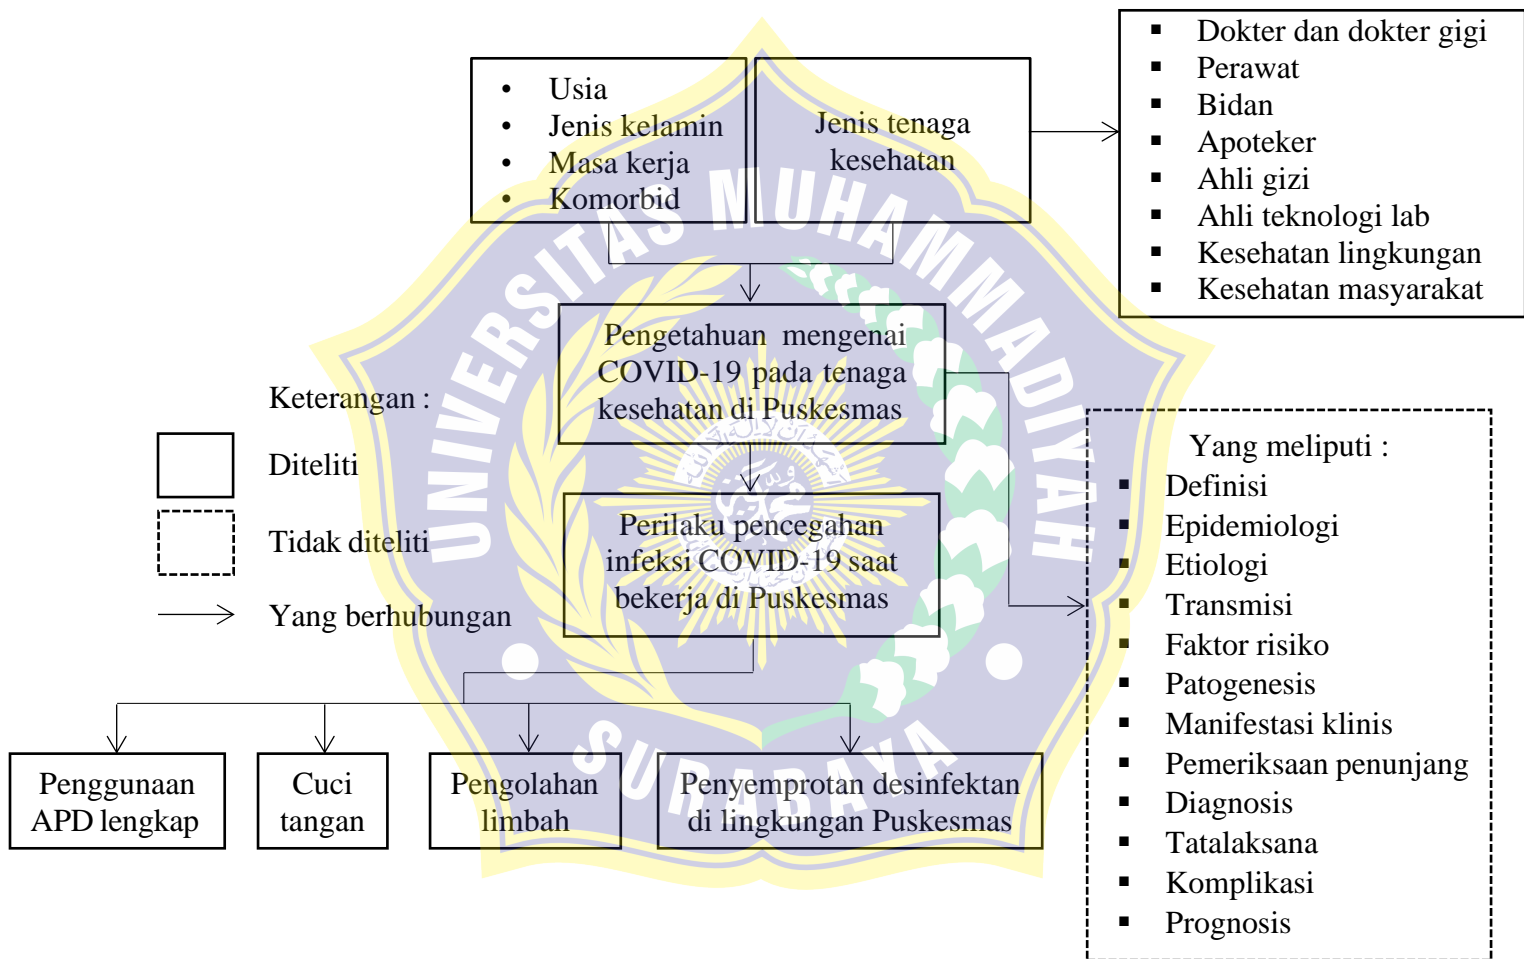 Usia
Jenis kelamin
Masa kerja
Komorbid
Jenis tenaga
kesehatan
Dokter dan dokter gigi
Perawat
Bidan
Apoteker
Ahli gizi
Ahli teknologi lab
Kesehatan lingkungan
Kesehatan masyarakat
Pengetahuan mengenai
COVID-19 pada tenaga
kesehatan di Puskesmas
Keterangan :
Diteliti
Tidak diteliti
Yang berhubungan
Perilaku pencegahan
infeksi COVID-19 saat
bekerja di Puskesmas
Yang meliputi :
Definisi
Epidemiologi
Etiologi
Transmisi
Faktor risiko
Patogenesis
Manifestasi klinis
Pemeriksaan penunjang
Diagnosis
Tatalaksana
Komplikasi
Prognosis
Penggunaan
APD lengkap
Cuci
tangan
Pengolahan
limbah
Penyemprotan desinfektan
di lingkungan Puskesmas
UNIVERSITAS MUHAMMADIYAH
SURABAYA